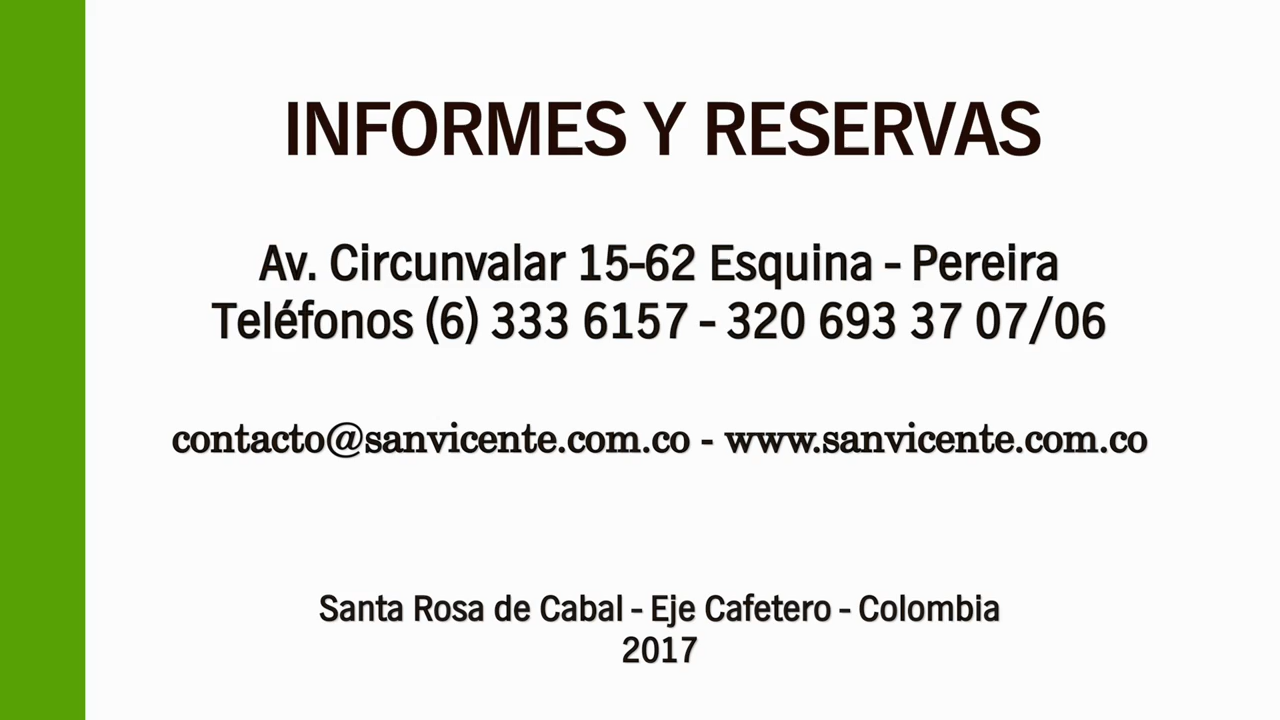 INFORMES Y RESERVAS
Av. Circunvalar 15-62 Esquina - Pereira
Teléfonos (6) 333 6157 - 320 693 37 07/06
contacto@sanvicente.com.co - www.sanvicente.com.co
Santa Rosa de Cabal - Eje Cafetero - Colombia
2017